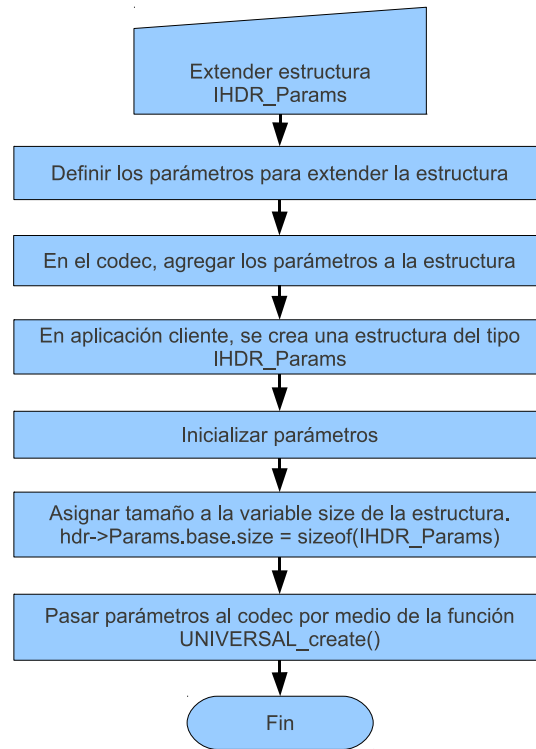 Extender estructura
IHDR_Params
Definir los parámetros para extender la estructura
En el codec, agregar los parámetros a la estructura
En aplicación cliente, se crea una estructura del tipo
IHDR_Params
Inicializar parámetros
Asignar tamaño a la variable size de la estructura.
hdr->Params.base.size = sizeof(IHDR_Params)
Pasar parámetros al codec por medio de la función
UNIVERSAL_create()
Fin